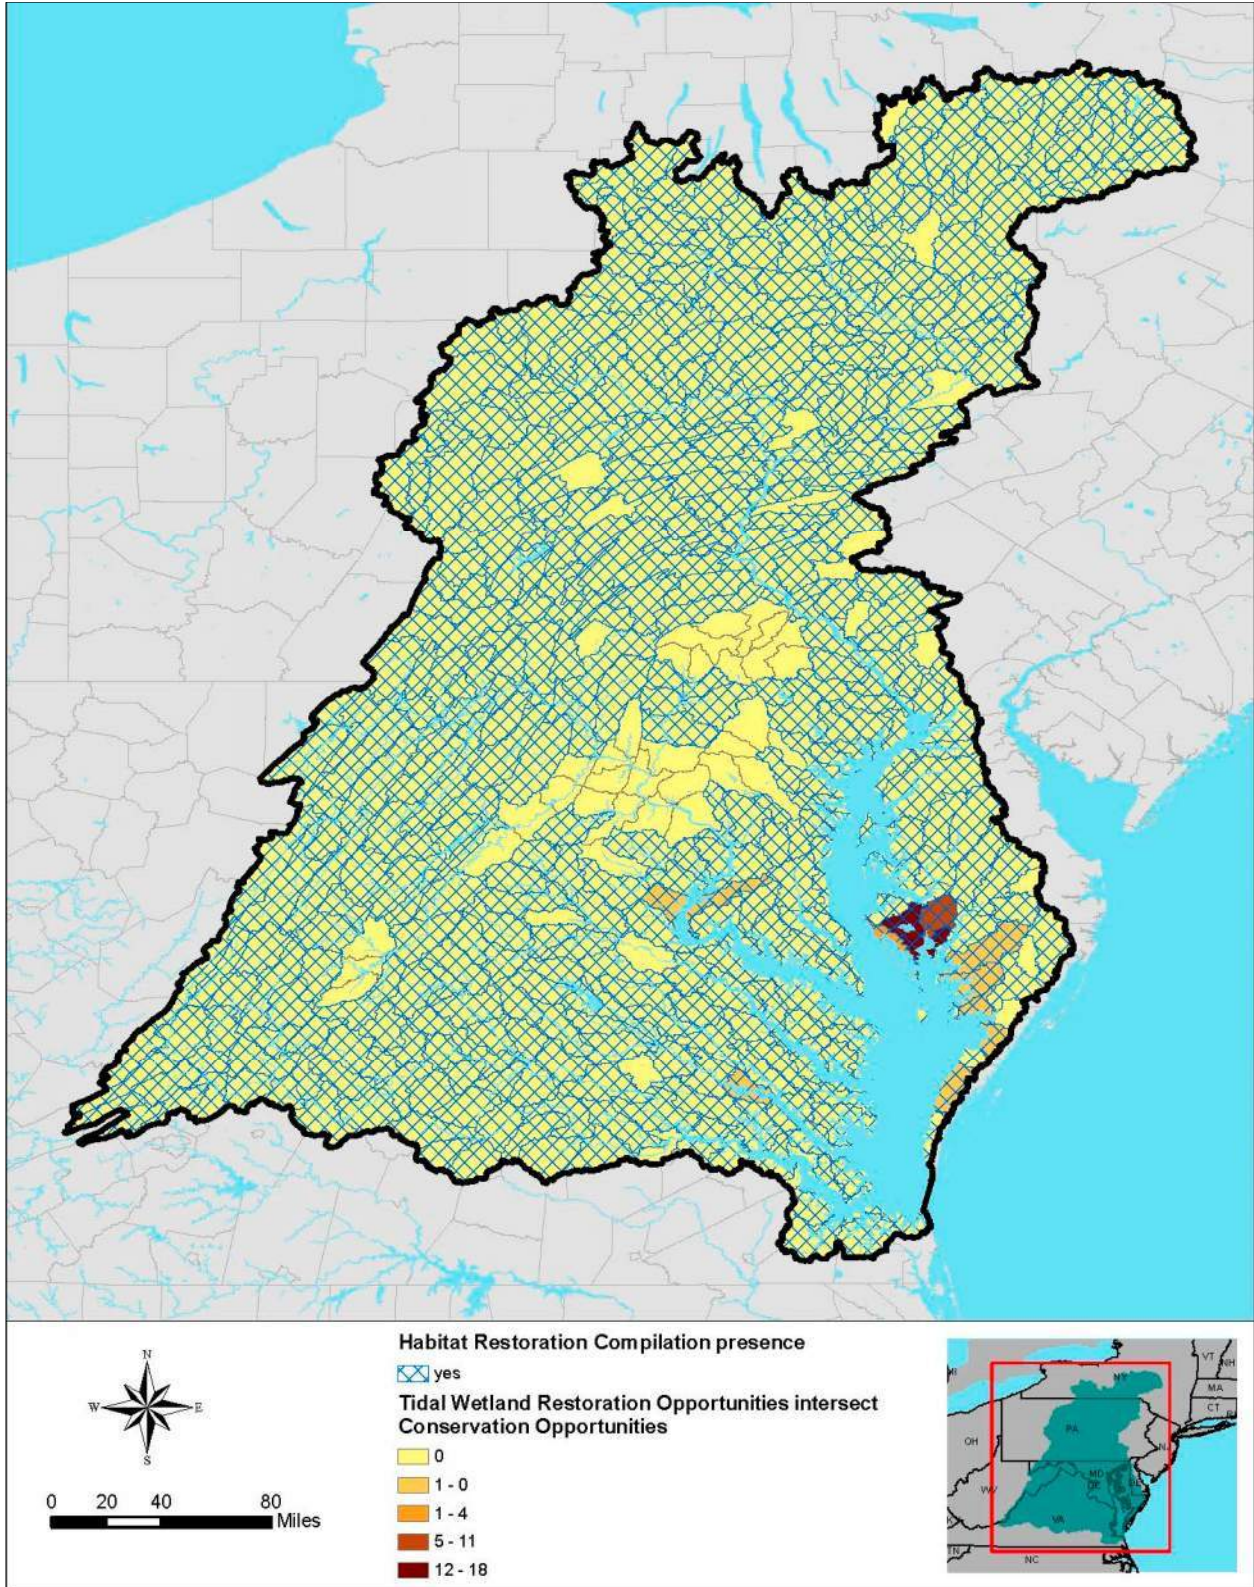 Habitat Restoration Compilation presence
yes
Tidal Wetland Restoration Opportunities intersect
Conservation Opportunities
0
1 - 0
1 - 4
5 - 11
12 - 18
N
W E
S
0 20 40 80
Miles
VT
NH
NY
MA
CT
PA
OH
NJ
MD
DE
DC
WV
VA
TN
NC